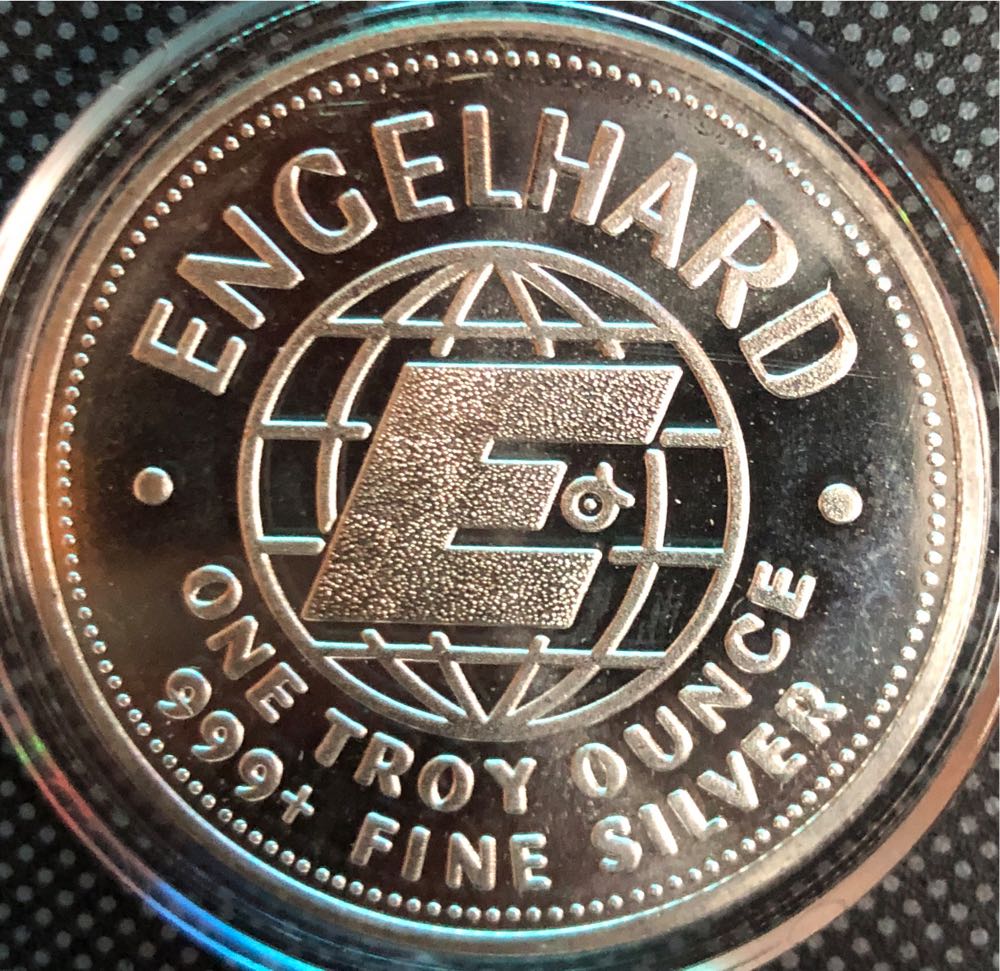 ENGELHARD
E
ONE TROY OUNCE
999+ FINE SILVER